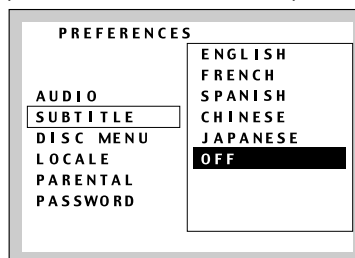 PREFERENCES
AUDIO
SUBTITLE
DISC MENU
LOCALE
PARENTAL
PASSWORD
ENGLISH
FRENCH
SPANISH
CHINESE
JAPANESE
OFF